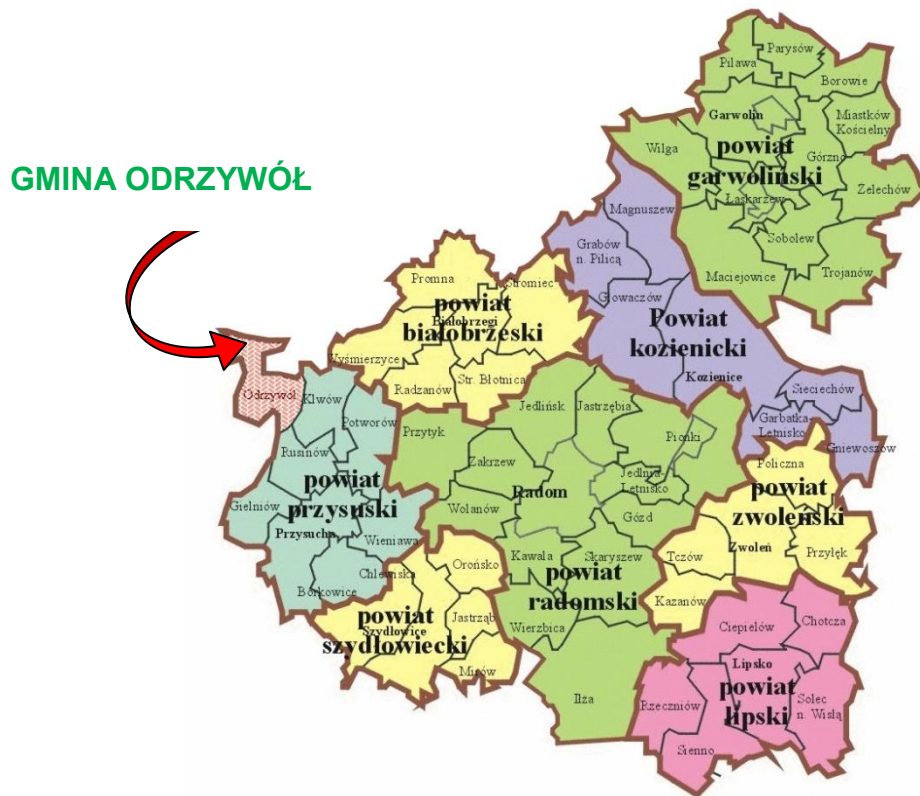 GMINA ODRZYWÓŁ
Parysów
Pilawa
Borowie
Garwolin
Miastków
Kościelny
Wilga
powiat
garwoliński
Górzno
Żelechów
Łaskarzew
Magnuszew
Sobolew
Grabów
n. Pilicą
Maciejowice
Trojanów
Promna
Stromiec
Głowaczów
powiat
białobrzeski
Białobrzegi
Powiat
kozienicki
Wyśmierzyce
Radzanów
Str. Błotnica
Kozienice
Sieciechów
Odrzywół
Klwów
Potworów
Jedlińsk
Jastrzębia
Garbatka-
Letnisko
Gniewoszów
Przytyk
Pionki
Rusinów
Zakrzew
Policzna
Jedlnia-
Letnisko
powiat
przysuski
Radom
powiat
zwoleński
Gielniów
Wolanów
Gózd
Przysucha
Wieniawa
Zwoleń
Przyłęk
Orońsko
Kawala
Skaryszew
Tczów
Chlewiska
Borkowice
powiat
radomski
Kazanów
powiat
szydłowiecki
Szydłowice
Jastrząb
Wierzbica
Ciepielów
Chotcza
Mirów
Lipsko
powiat
lipski
Iłża
Rzeczniów
Solec
n. Wisłą
Sienno